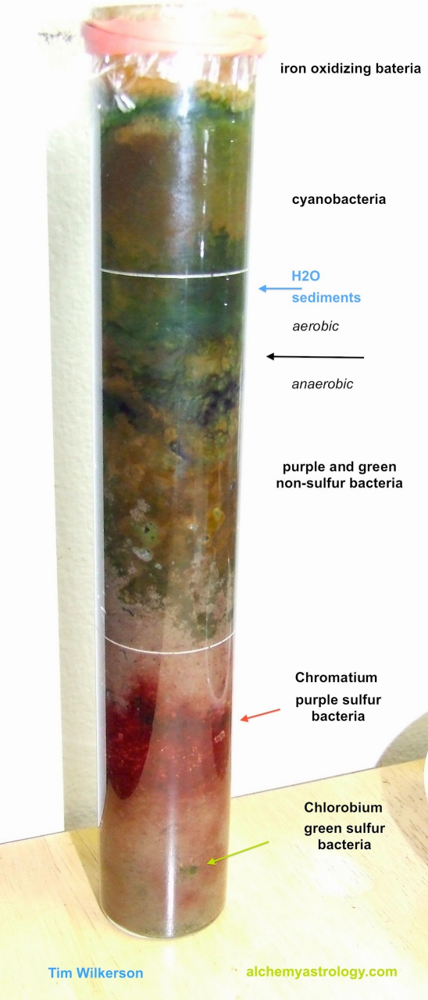 iron oxidizing bateria
cyanobacteria
H2O
sediments
aerobic
anaerobic
purple and green
non-sulfur bacteria
Chromatium
purple sulfur
bacteria
Chlorobium
green sulfur
bacteria
Tim Wilkerson
alchemyastrology.com